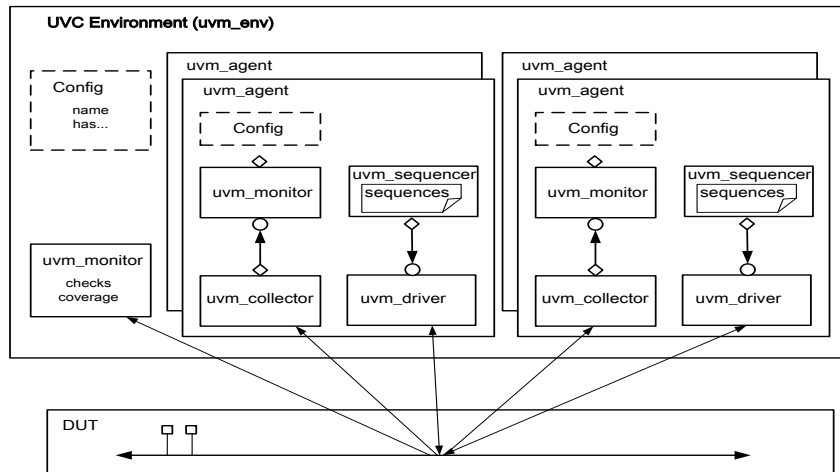 UVC Environment (uvm_env)
Config
name
has...
uvm_monitor
checks
coverage
uvm_agent
uvm_agent
Config
uvm_monitor
uvm_sequencer
sequences
uvm_collector
uvm_driver
uvm_agent
uvm_agent
Config
uvm_monitor
uvm_sequencer
sequences
uvm_collector
uvm_driver
DUT